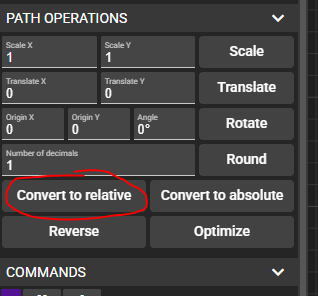 PATH OPERATIONS
Scale X
1
Scale Y
1
Scale
Translate X
0
Translate Y
0
Translate
Origin X
0
Origin Y
0
Angle
0°
Rotate
Number of decimals
1
Round
Convert to relative
Convert to absolute
Reverse
Optimize
COMMANDS